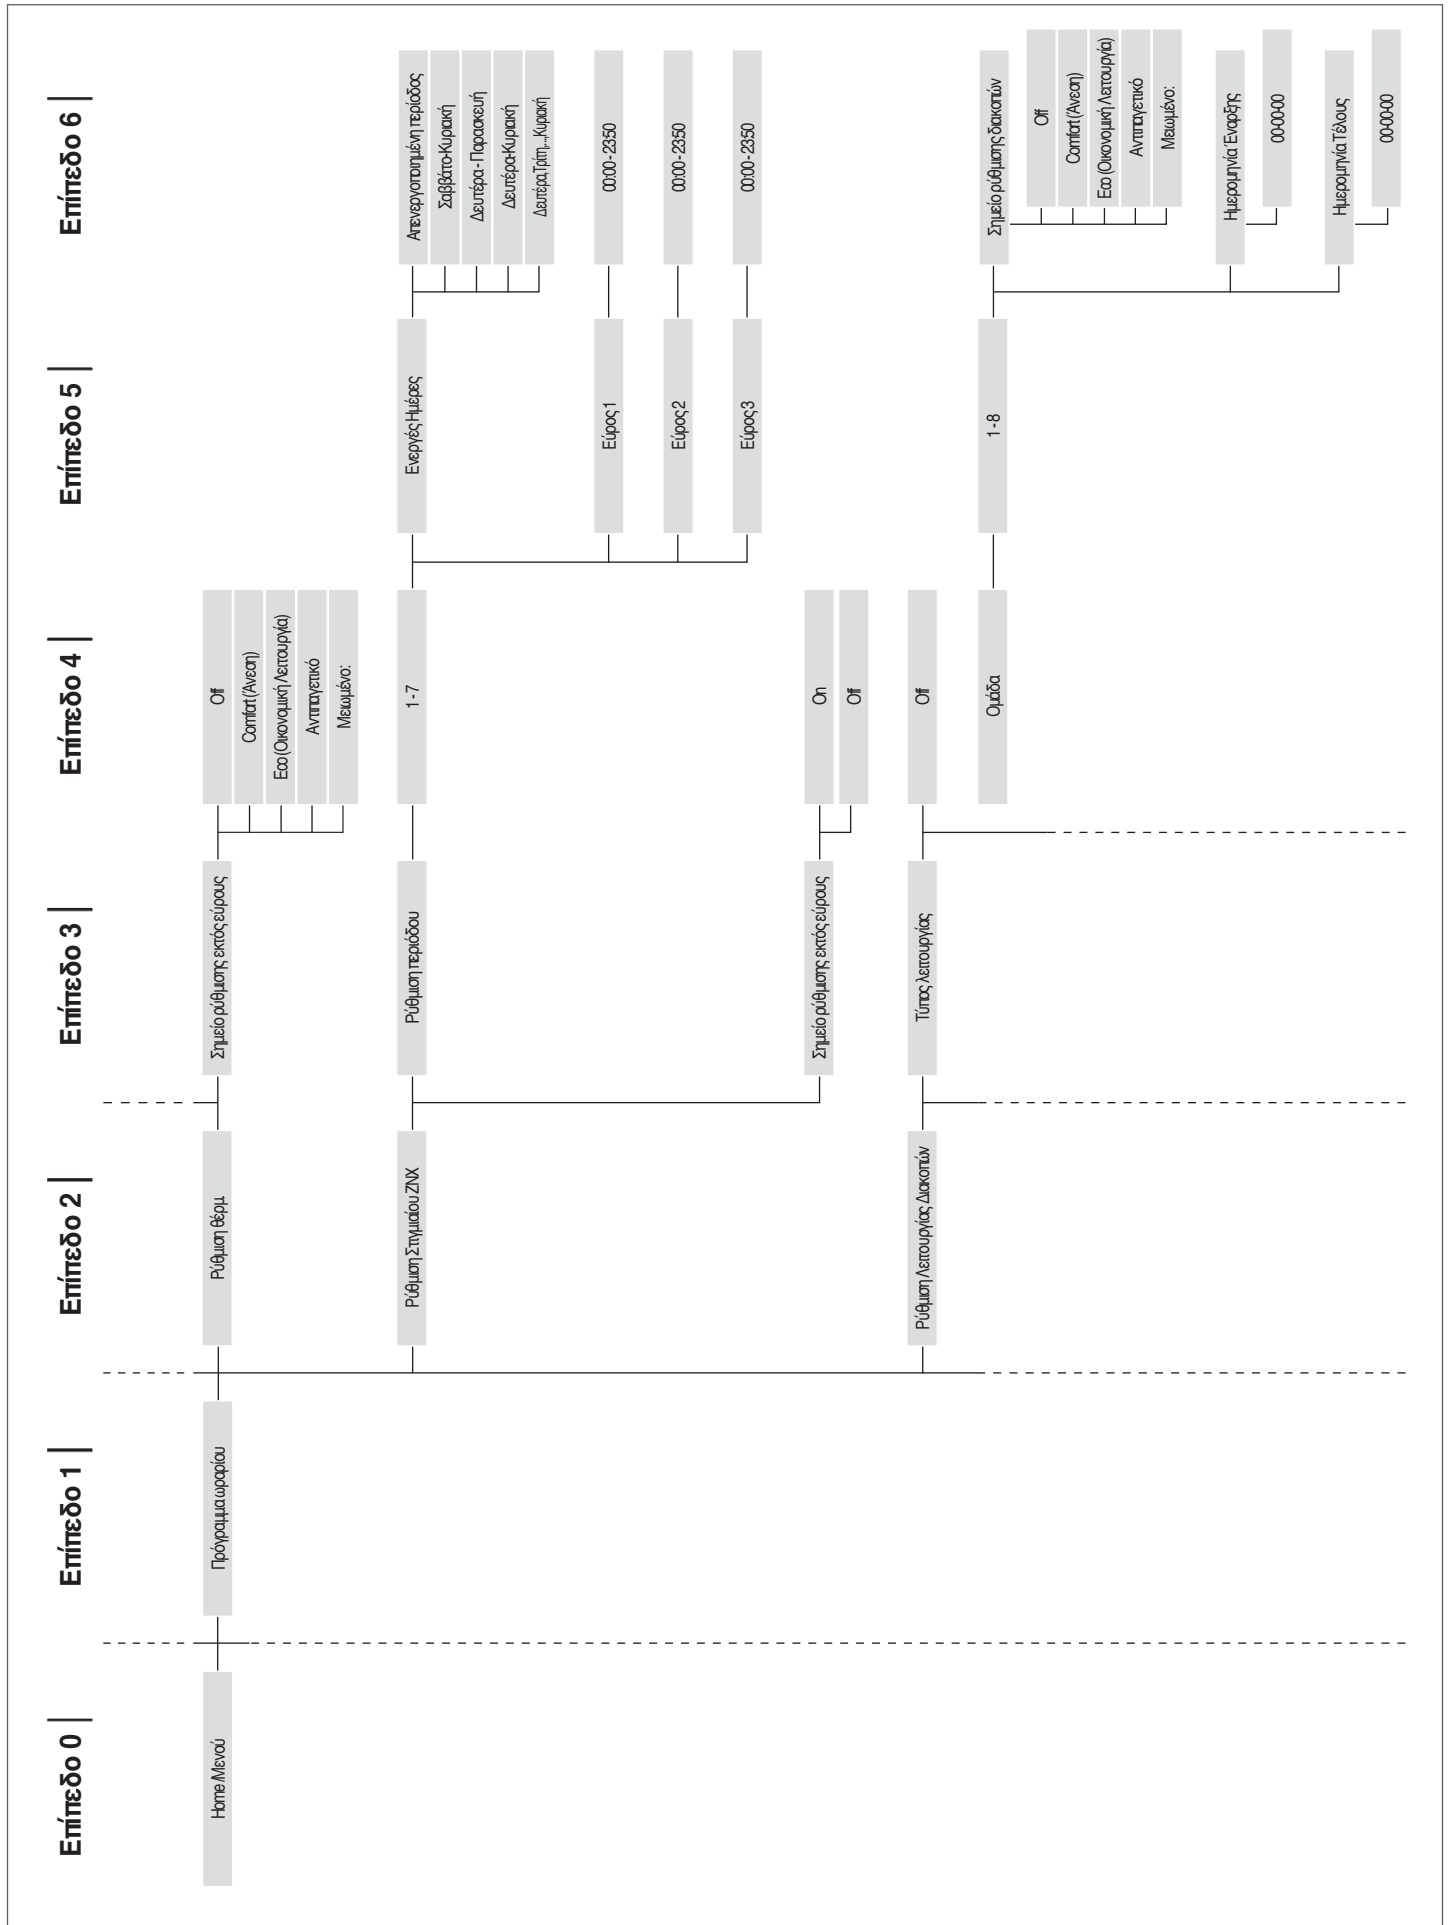 Επίπεδο 0
Επίπεδο 1
Επίπεδο 2
Επίπεδο 3
Επίπεδο 4
Επίπεδο 5
Επίπεδο 6
Home /Μενού
Πρόγραμμα ωραρίου
Ρύθμιση θέρμ.
Σημείο ρύθμισης εκτός εύρους
Off
Comfort (Άνεση)
Eco (Οικονομική Λειτουργία)
Αντιπαγετικό
Μειωμένο:
Ρύθμιση Στιγμιαίου ΖΝΧ
Ρύθμιση περιόδου
1 - 7
Ενεργές Ημέρες
Απενεργοποιημένη περίοδος
Σαββάτο-Κυριακή
Δευτέρα - Παρασκευή
Δευτέρα-Κυριακή
Δευτέρα,Τρίτη,...,Κυριακή
Εύρος 1
00:00 - 23:50
Εύρος 2
00:00 - 23:50
Εύρος 3
00:00 - 23:50
Σημείο ρύθμισης εκτός εύρους
On
Off
Ρύθμιση Λειτουργίας Διακοπών
Τύπος λειτουργίας
Off
Ομάδα
1 - 8
Σημείο ρύθμισης διακοπών
Off
Comfort (Άνεση)
Eco (Οικονομική Λειτουργία)
Αντιπαγετικό
Μειωμένο:
Ημερομηνία Έναρξης
00-00-00
Ημερομηνία Τέλους
00-00-00